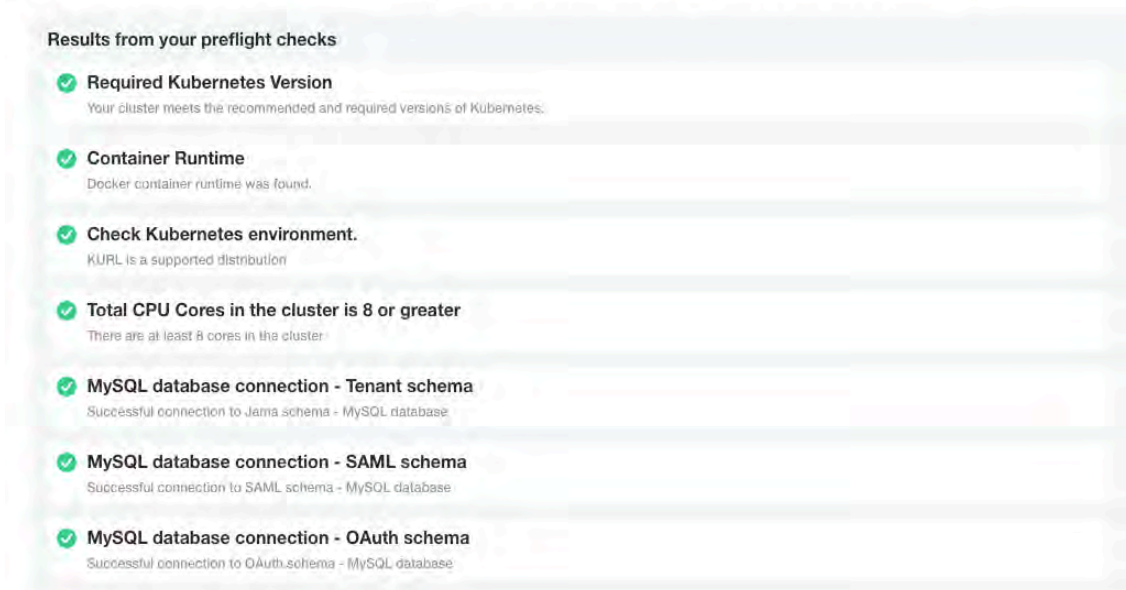 Results from your preflight checks
Required Kubernetes Version
Your cluster meets the recommended and required versions of Kubernetes.
Container Runtime
Docker container runtime was found.
Check Kubernetes environment.
KURL is a supported distribution
Total CPU Cores in the cluster is 8 or greater
There are at least 8 cores in the cluster
MySQL database connection - Tenant schema
Successful connection to Jama schema - MySQL database
MySQL database connection - SAML schema
Successful connection to SAML schema - MySQL database
MySQL database connection - OAuth schema
Successful connection to OAuth schema - MySQL database